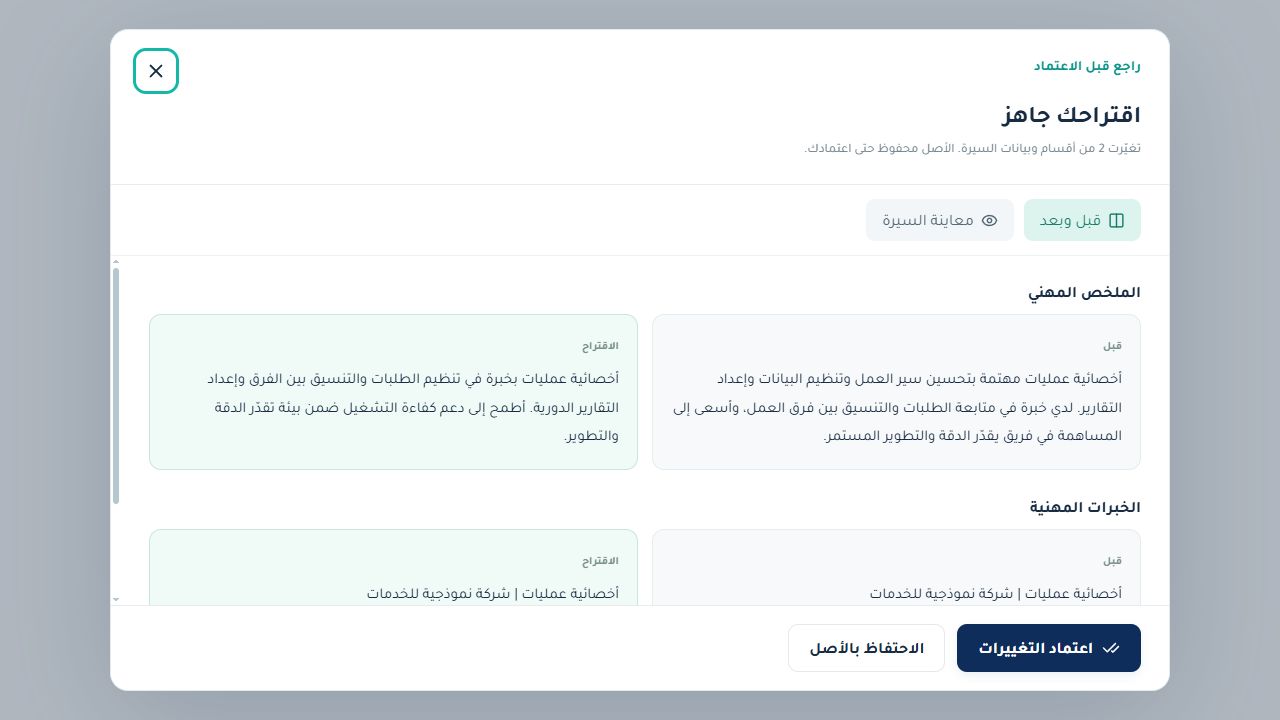 راجع قبل الاعتماد
اقتراحك جاهز
تغيّرت 2 من أقسام وبيانات السيرة. الأصل محفوظ حتى اعتمادك.
قبل وبعد
معاينة السيرة
الملخص المهني
قبل
أخصائية عمليات مهتمة بتحسين سير العمل وتنظيم البيانات وإعداد
التقارير. لدي خبرة في متابعة الطلبات والتنسيق بين فرق العمل، وأسعى إلى
المساهمة في فريق يقدّر الدقة والتطوير المستمر.
الاقتراح
أخصائية عمليات بخبرة في تنظيم الطلبات والتنسيق بين الفرق وإعداد
التقارير الدورية. أطمح إلى دعم كفاءة التشغيل ضمن بيئة تقدّر الدقة
والتطوير.
الخبرات المهنية
قبل
أخصائية عمليات | شركة نموذجية للخدمات
الاقتراح
أخصائية عمليات | شركة نموذجية للخدمات
اعتماد التغييرات
الاحتفاظ بالأصل